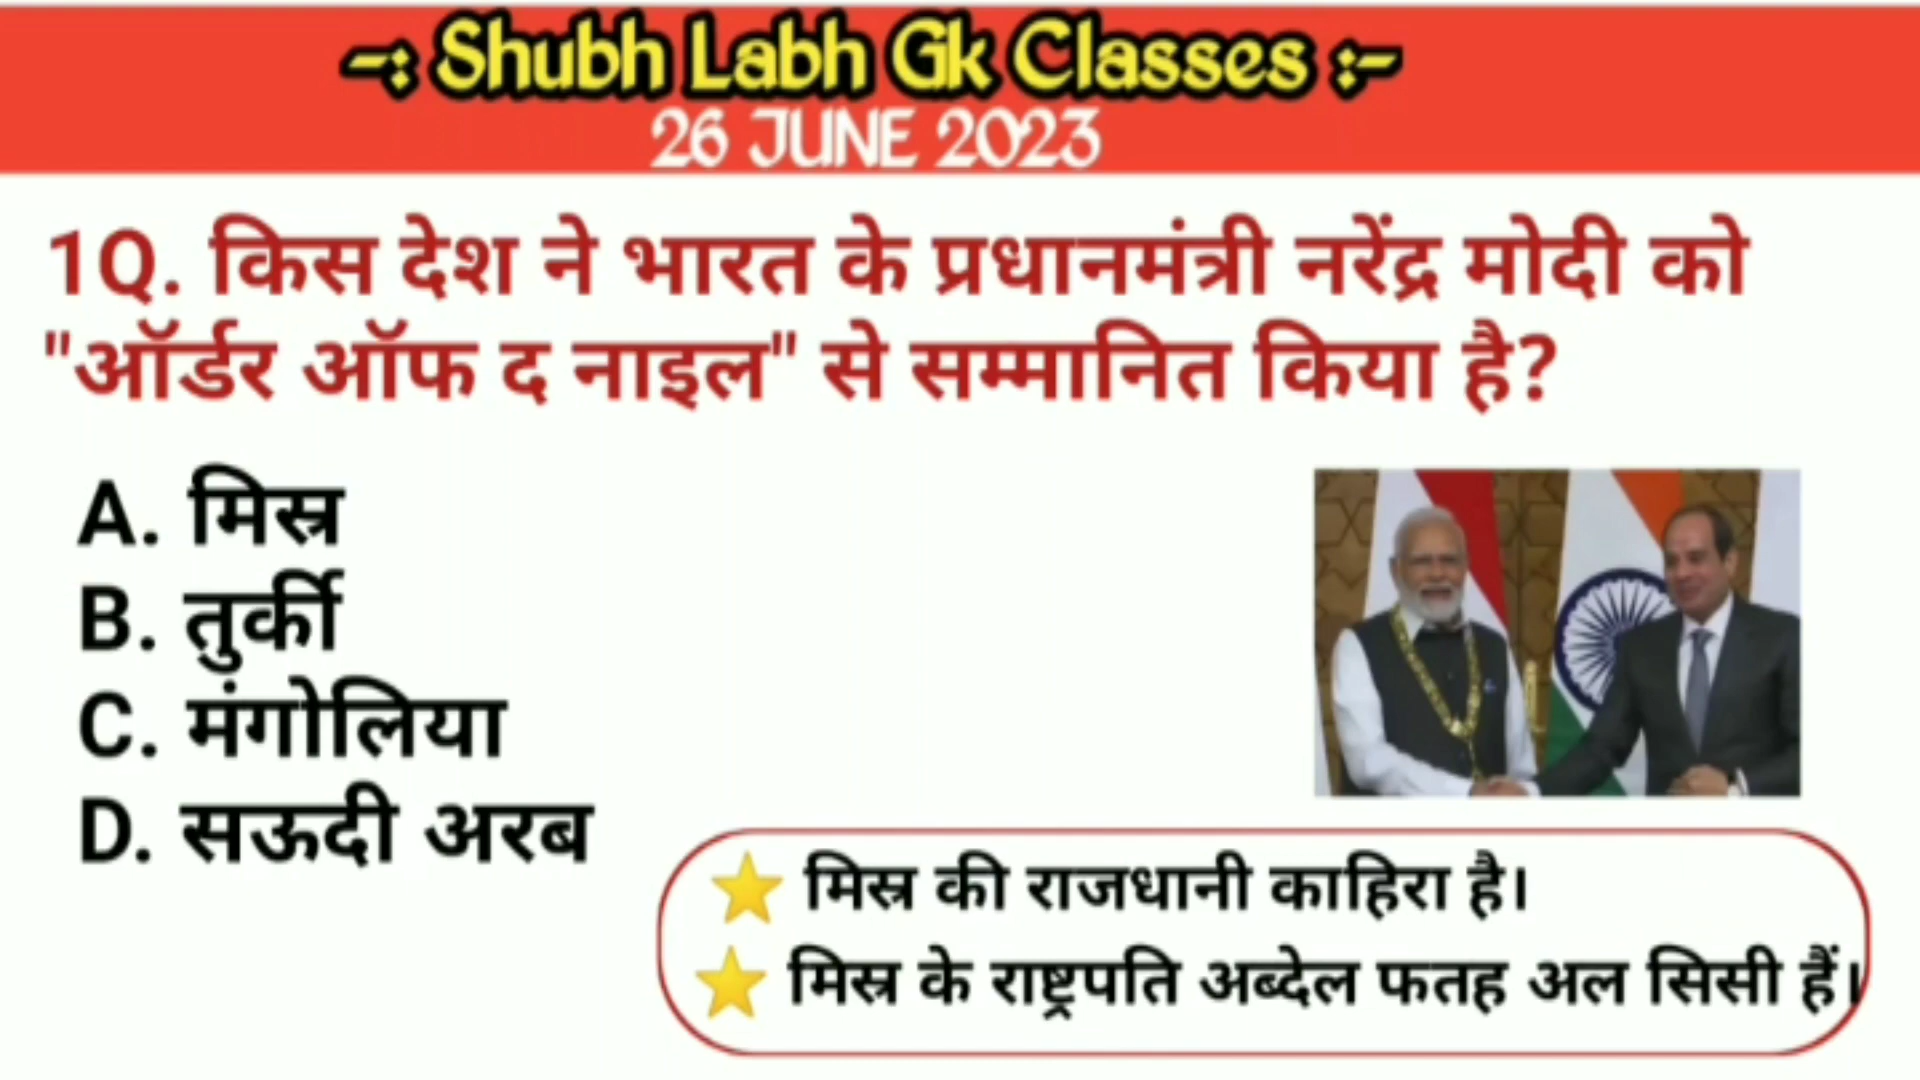 -: Shubh Labh Gk Classes :-
26 JUNE 2023
1Q. किस देश ने भारत के प्रधानमंत्री नरेंद्र मोदी को
"ऑर्डर ऑफ द नाइल" से सम्मानित किया है?
A. मिस्र
B. तुर्की
C. मंगोलिया
D. सऊदी अरब
⭐ मिस्र की राजधानी काहिरा है।
⭐ मिस्र के राष्ट्रपति अब्देल फतह अल सिसी हैं।